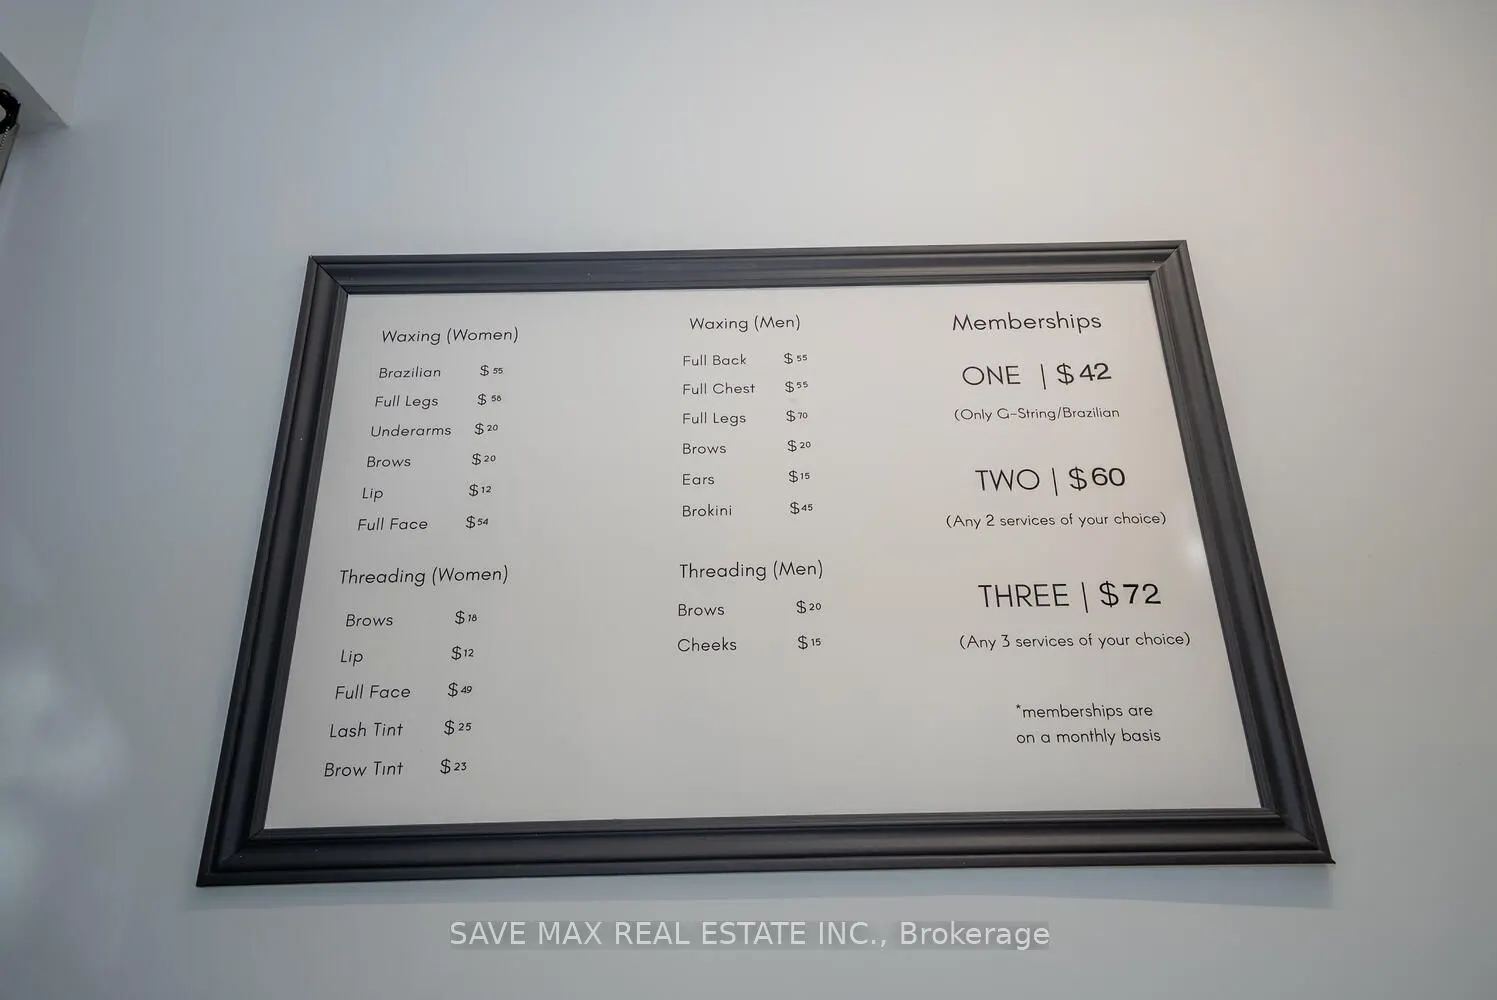 Waxing (Women)
Brazilian $55
Full Legs $58
Underarms $20
Brows $20
Lip $12
Full Face $54
Threading (Women)
Brows $18
Lip $12
Full Face $49
Lash Tint $25
Brow Tint $23
Waxing (Men)
Full Back $55
Full Chest $55
Full Legs $70
Brows $20
Ears $15
Brokini $45
Threading (Men)
Brows $20
Cheeks $15
Memberships
ONE | $42
(Only G-String/Brazilian
TWO | $60
(Any 2 services of your choice)
THREE | $72
(Any 3 services of your choice)
*memberships are
on a monthly basis
SAVE MAX REAL ESTATE INC., Brokerage